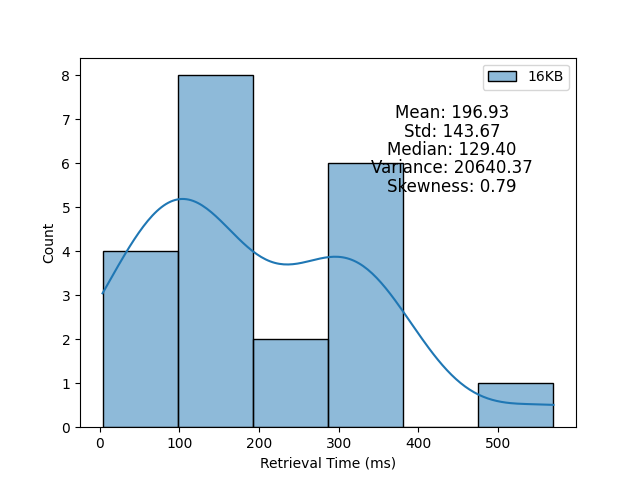 16KB
Mean: 196.93
Std: 143.67
Median: 129.40
Variance: 20640.37
Skewness: 0.79
8
7
6
5
4
3
2
1
0
Count
0 100 200 300 400 500
Retrieval Time (ms)